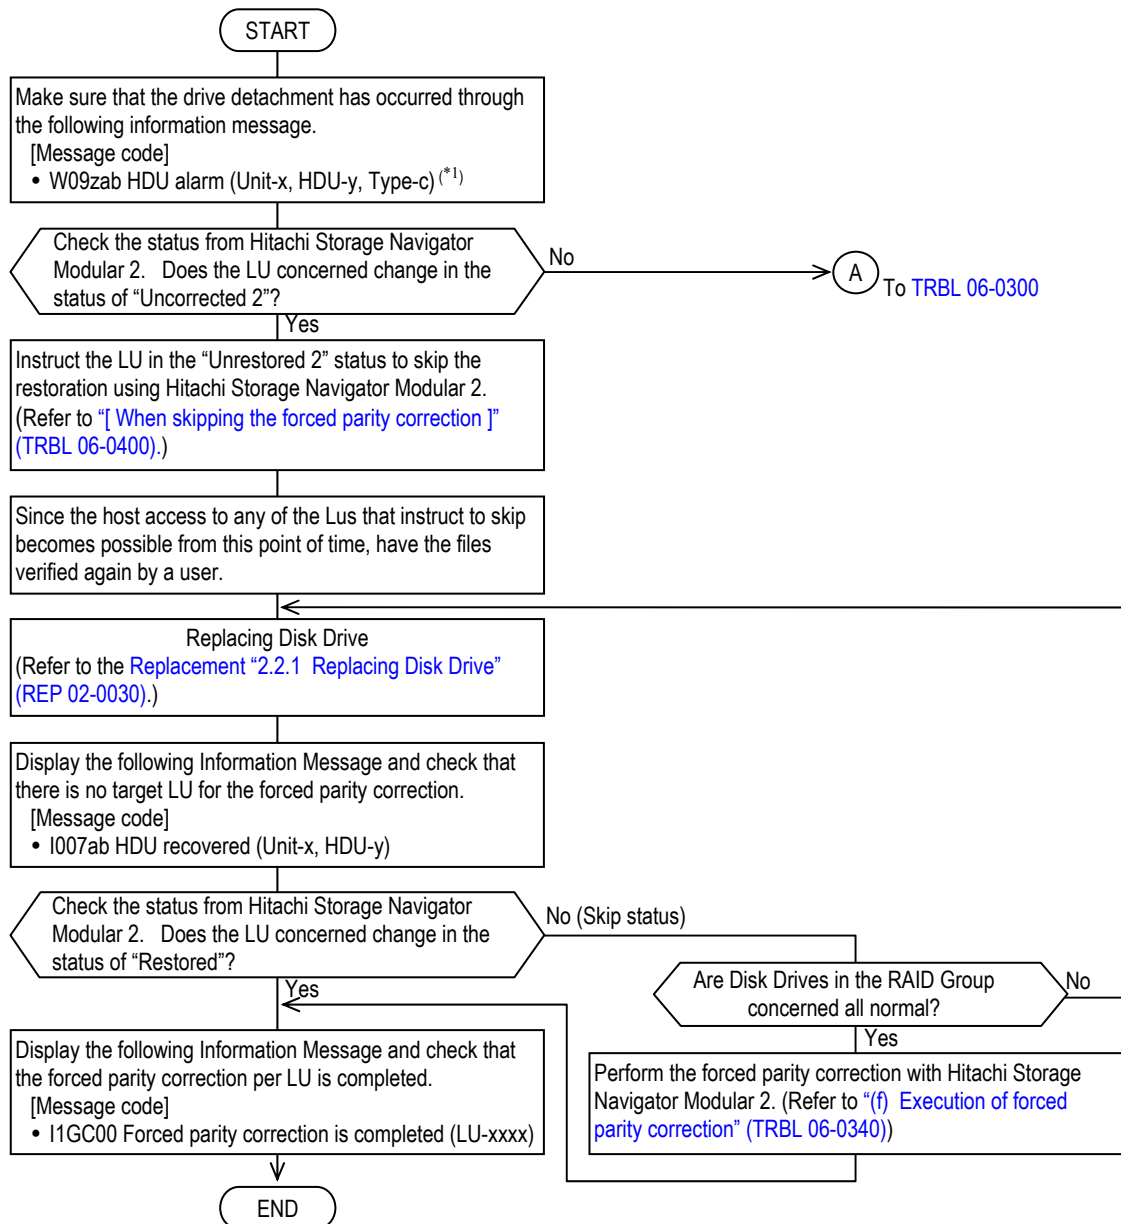 START
Make sure that the drive detachment has occurred through
the following information message.
[Message code]
• W09zab HDU alarm (Unit-x, HDU-y, Type-c) (*1)
Check the status from Hitachi Storage Navigator
Modular 2.   Does the LU concerned change in the
status of “Uncorrected 2”?
No
A
To TRBL 06-0300
Yes
Instruct the LU in the “Unrestored 2” status to skip the
restoration using Hitachi Storage Navigator Modular 2.
(Refer to “[ When skipping the forced parity correction ]”
(TRBL 06-0400).)
Since the host access to any of the Lus that instruct to skip
becomes possible from this point of time, have the files
verified again by a user.
Replacing Disk Drive
(Refer to the Replacement “2.2.1  Replacing Disk Drive”
(REP 02-0030).)
Display the following Information Message and check that
there is no target LU for the forced parity correction.
[Message code]
• I007ab HDU recovered (Unit-x, HDU-y)
Check the status from Hitachi Storage Navigator
Modular 2.   Does the LU concerned change in the
status of “Restored”?
No (Skip status)
Are Disk Drives in the RAID Group
concerned all normal?
No
Yes
Yes
Perform the forced parity correction with Hitachi Storage
Navigator Modular 2. (Refer to “(f)  Execution of forced
parity correction” (TRBL 06-0340))
Display the following Information Message and check that
the forced parity correction per LU is completed.
[Message code]
• I1GC00 Forced parity correction is completed (LU-xxxx)
END